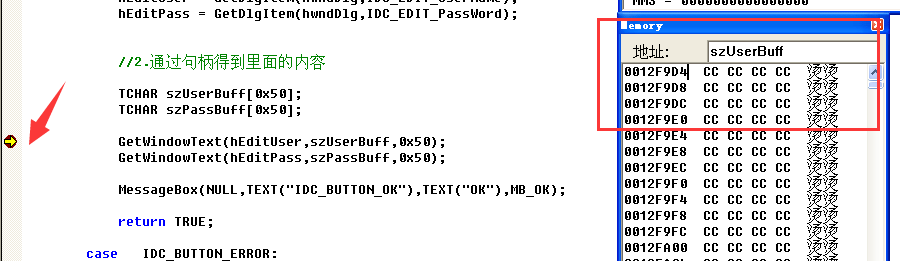 hEditPass = GetDlgItem(hwndDlg,IDC_EDIT_PassWord);
//2.通过句柄得到里面的内容
TCHAR szUserBuff[0x50];
TCHAR szPassBuff[0x50];
GetWindowText(hEditUser,szUserBuff,0x50);
GetWindowText(hEditPass,szPassBuff,0x50);
MessageBox(NULL,TEXT("IDC_BUTTON_OK"),TEXT("OK"),MB_OK);
return TRUE;
case IDC_BUTTON_ERROR:
MM3 = 0000000000000000
Memory
地址: szUserBuff
0012F9D4 CC CC CC CC 烫烫
0012F9D8 CC CC CC CC 烫烫
0012F9DC CC CC CC CC 烫烫
0012F9E0 CC CC CC CC 烫烫
0012F9E4 CC CC CC CC 烫烫
0012F9E8 CC CC CC CC 烫烫
0012F9EC CC CC CC CC 烫烫
0012F9F0 CC CC CC CC 烫烫
0012F9F4 CC CC CC CC 烫烫
0012F9F8 CC CC CC CC 烫烫
0012F9FC CC CC CC CC 烫烫
0012FA00 CC CC CC CC 烫烫